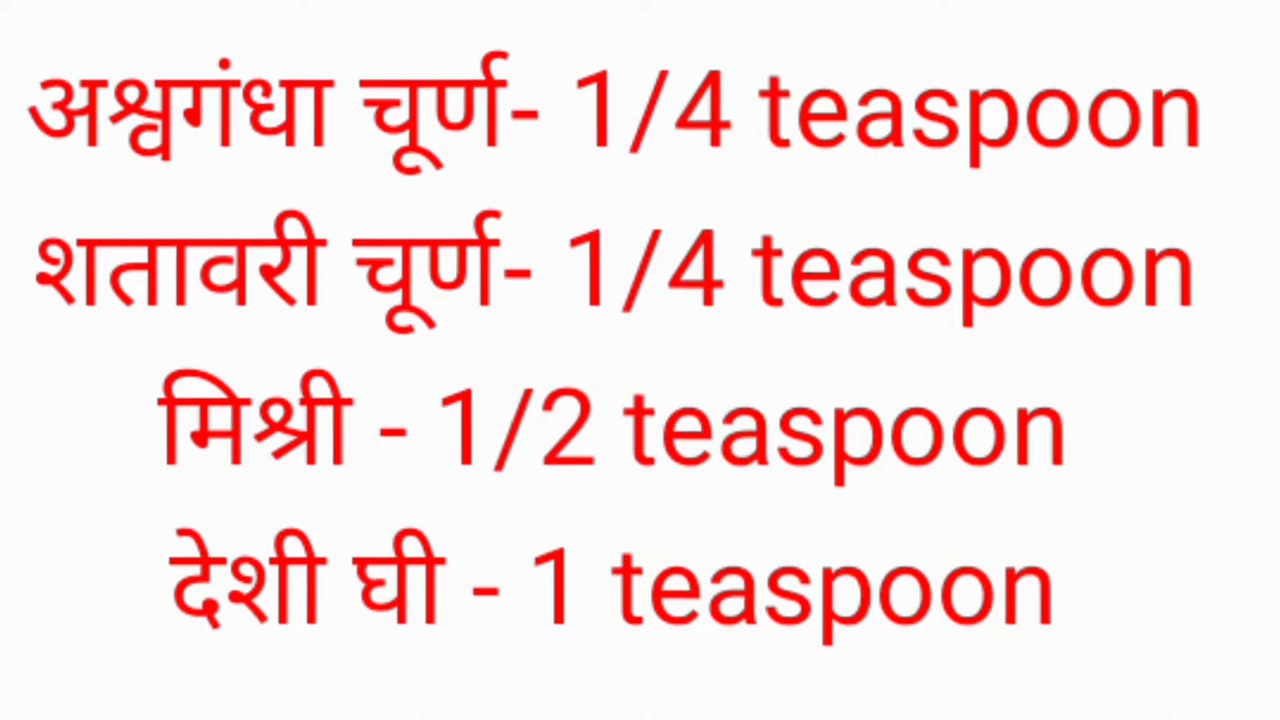 अश्वगंधा चूर्ण- 1/4 teaspoon
शतावरी चूर्ण- 1/4 teaspoon
मिश्री - 1/2 teaspoon
देशी घी - 1 teaspoon